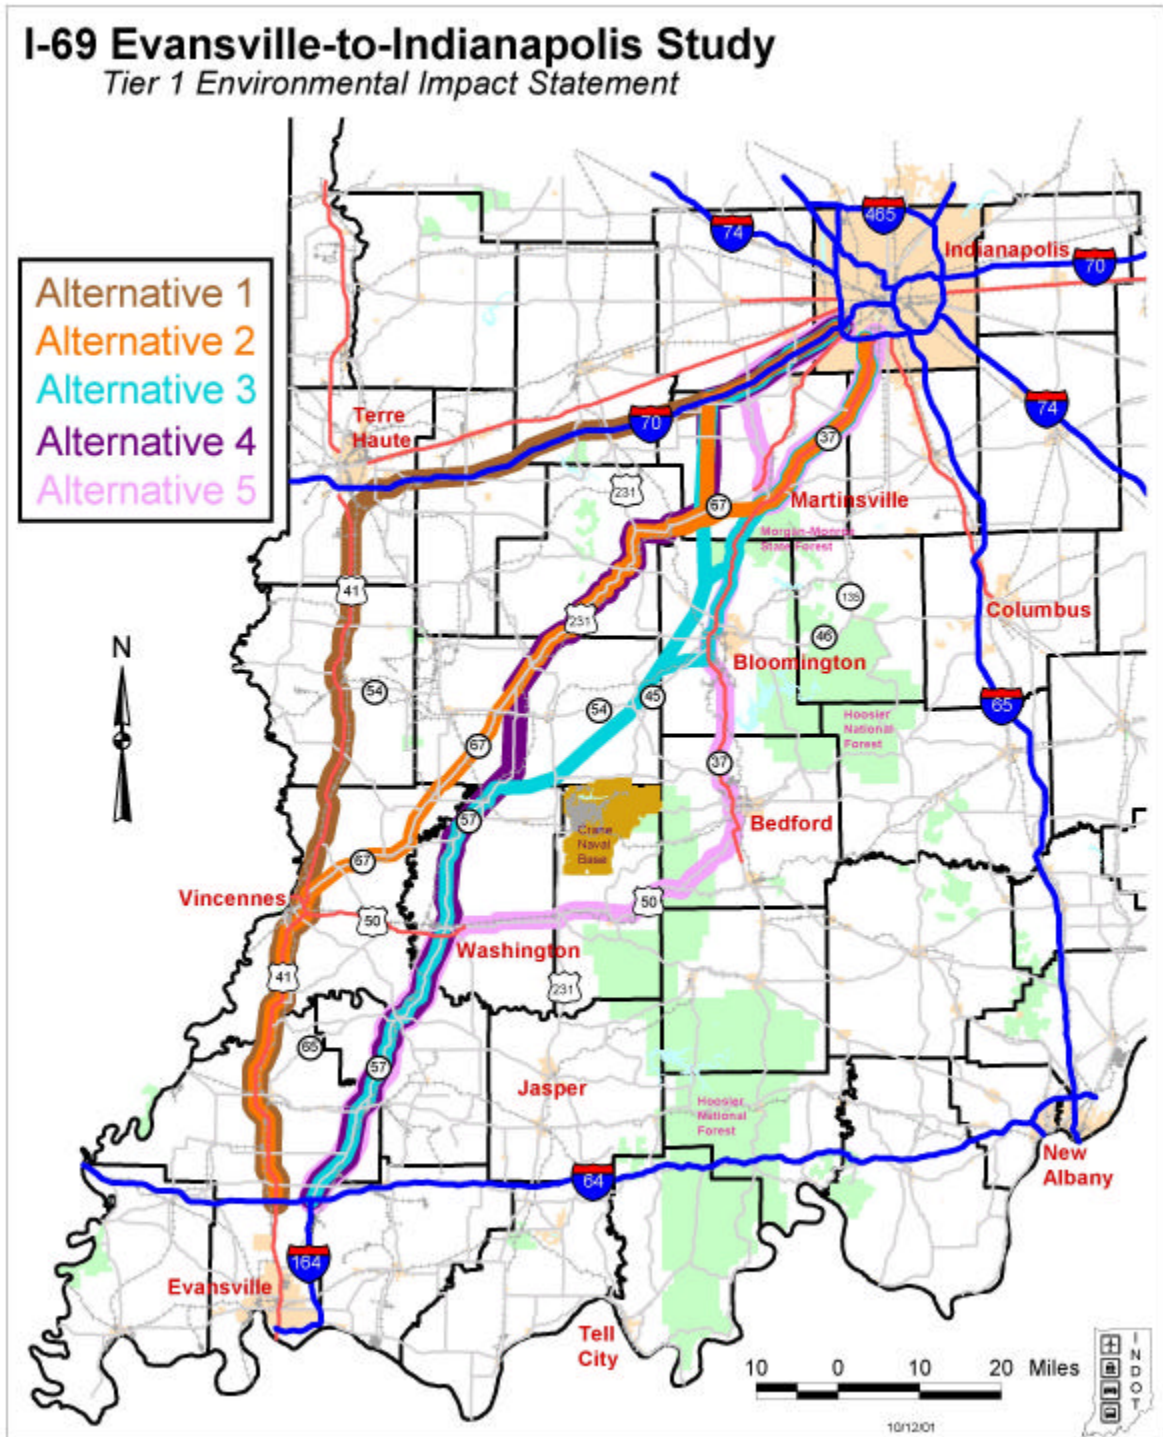 I-69 Evansville-to-Indianapolis Study
Tier 1 Environmental Impact Statement
465
74
Indianapolis
70
Alternative 1
Alternative 2
Alternative 3
Alternative 4
Alternative 5
Terre
Haute
70
74
37
231
67
Martinsville
Morgan-Monroe
State Forest
41
135
Columbus
231
46
N
Bloomington
54
45
54
65
Hoosier
National
Forest
67
37
57
Bedford
Crane
Naval
Base
67
Vincennes
50
50
Washington
41
231
65
57
Jasper
Hoosier
National
Forest
New
Albany
64
164
Evansville
Tell
City
10 0 10 20 Miles
INDOT
10/12/01